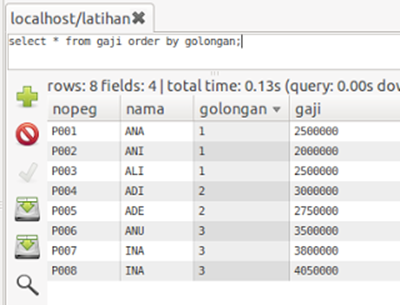 localhost/latihan
select * from gaji order by golongan;
rows: 8 fields: 4 | total time: 0.13s (query: 0.00s dow
nopeg nama golongan gaji
P001 ANA 1 2500000
P002 ANI 1 2000000
P003 ALI 1 2500000
P004 ADI 2 3000000
P005 ADE 2 2750000
P006 ANU 3 3500000
P007 INA 3 3800000
P008 INA 3 4050000